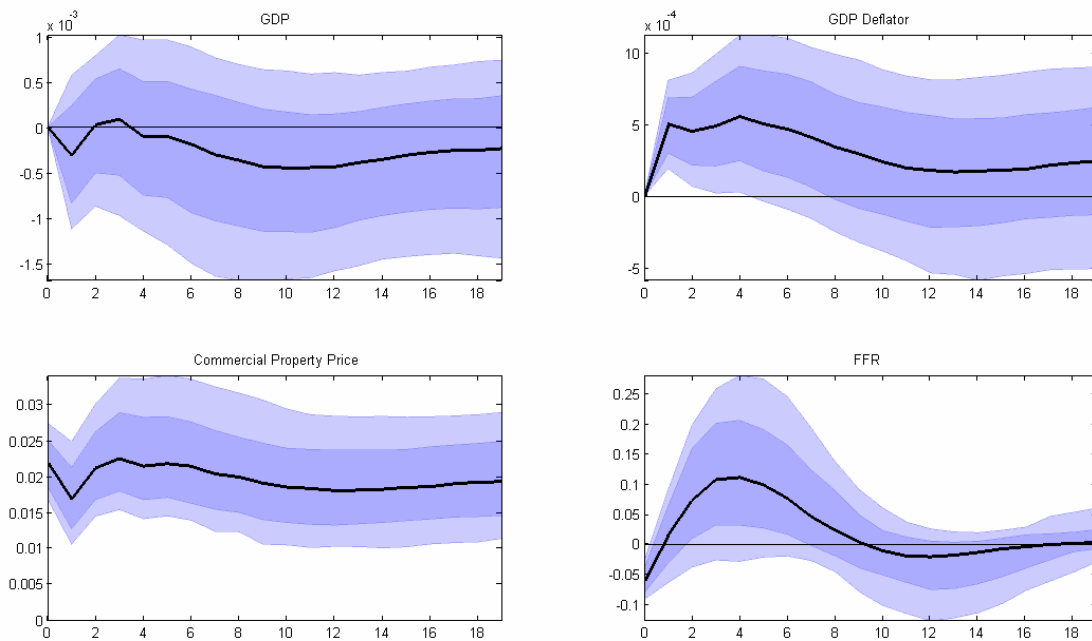 GDP
x 10^-3
1
0.5
0
-0.5
-1
-1.5
0 2 4 6 8 10 12 14 16 18
GDP Deflator
x 10^-4
10
5
0
-5
0 2 4 6 8 10 12 14 16 18
Commercial Property Price
0.03
0.025
0.02
0.015
0.01
0.005
0
0 2 4 6 8 10 12 14 16 18
FFR
0.25
0.2
0.15
0.1
0.05
0
-0.05
-0.1
0 2 4 6 8 10 12 14 16 18